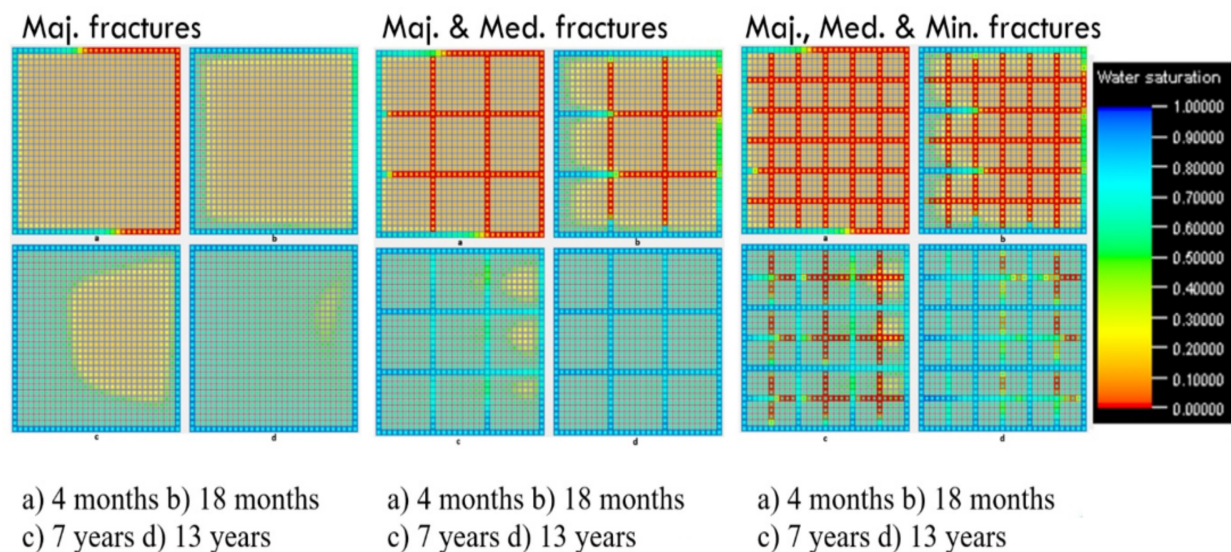 Maj. fractures
Maj. & Med. fractures
Maj., Med. & Min. fractures
a
b
a
b
a
b
Water saturation
1.00000
0.90000
0.80000
0.70000
0.60000
0.50000
0.40000
0.30000
0.20000
0.10000
0.00000
c
d
c
d
c
d
a) 4 months b) 18 months
c) 7 years d) 13 years
a) 4 months b) 18 months
c) 7 years d) 13 years
a) 4 months b) 18 months
c) 7 years d) 13 years